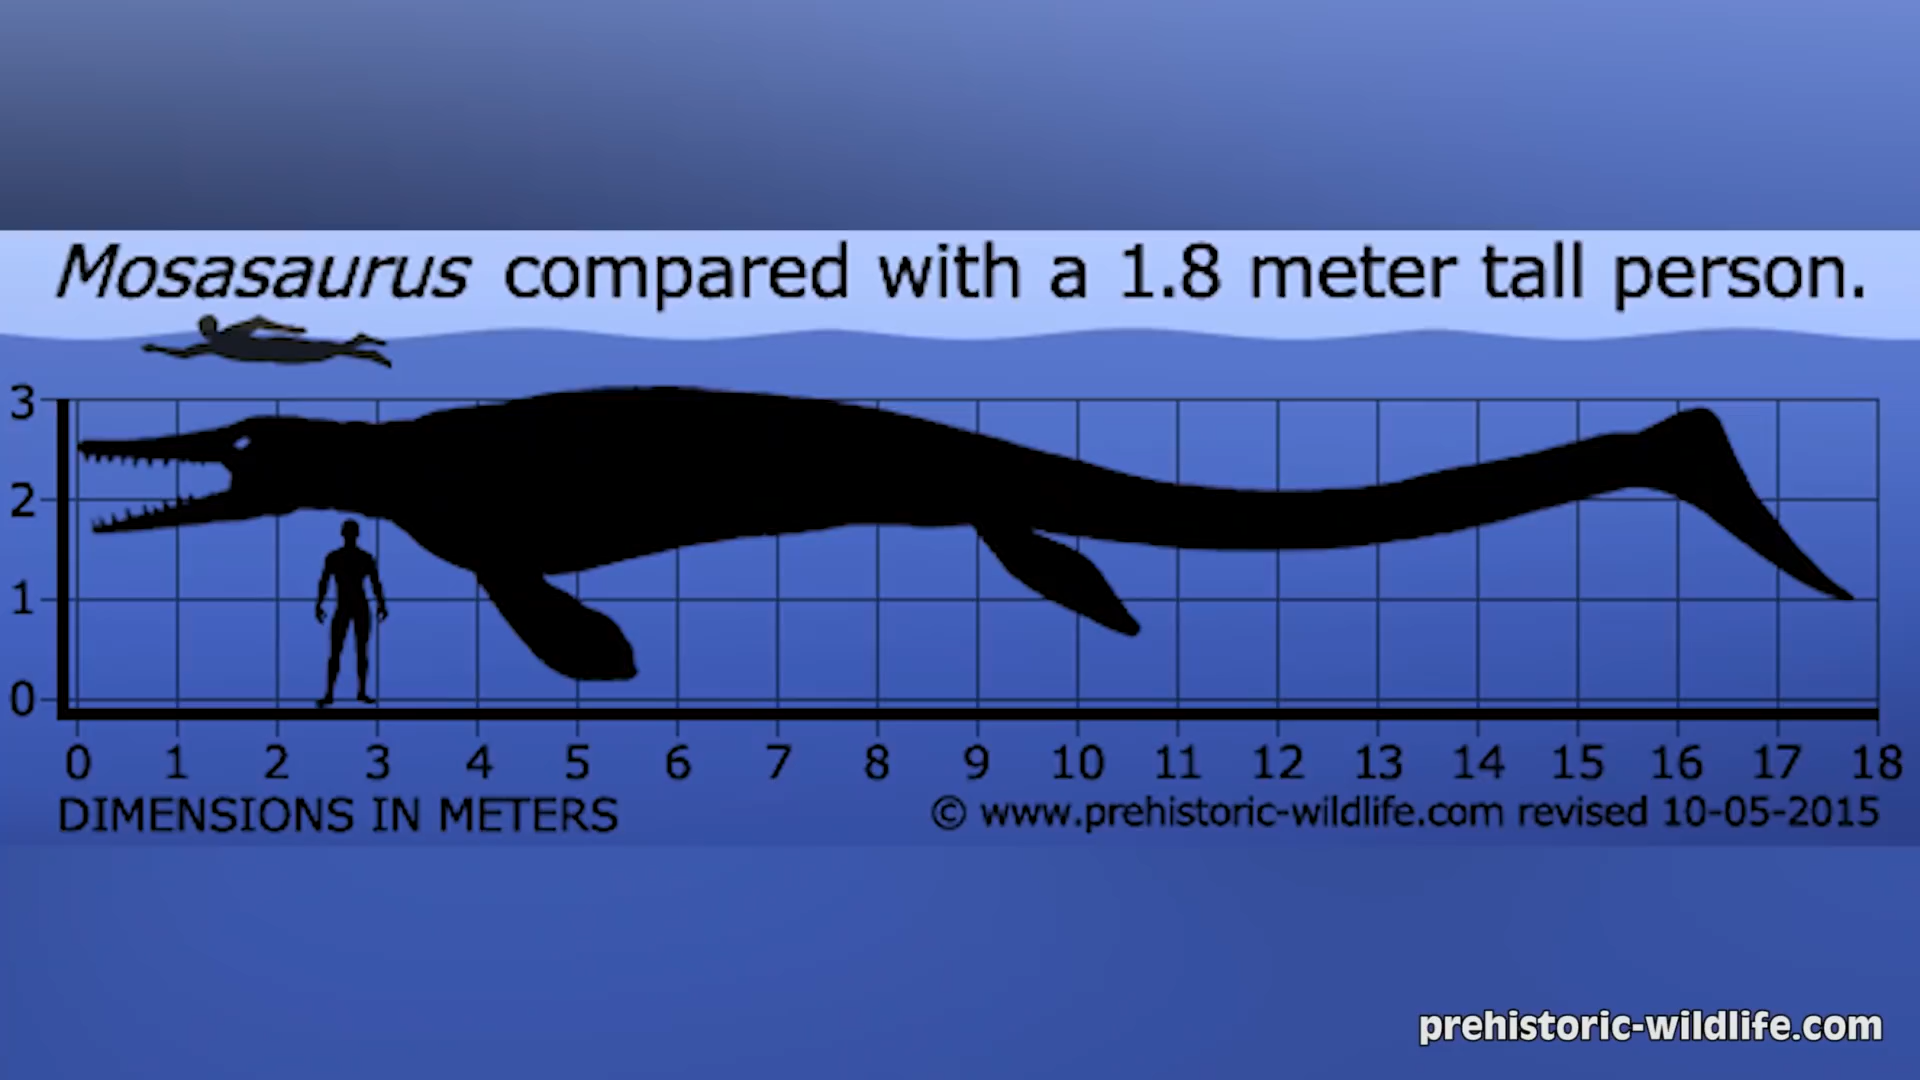 Mosasaurus compared with a 1.8 meter tall person.
3
2
1
0
0 1 2 3 4 5 6 7 8 9 10 11 12 13 14 15 16 17 18
DIMENSIONS IN METERS © www.prehistoric-wildlife.com revised 10-05-2015
prehistoric-wildlife.com